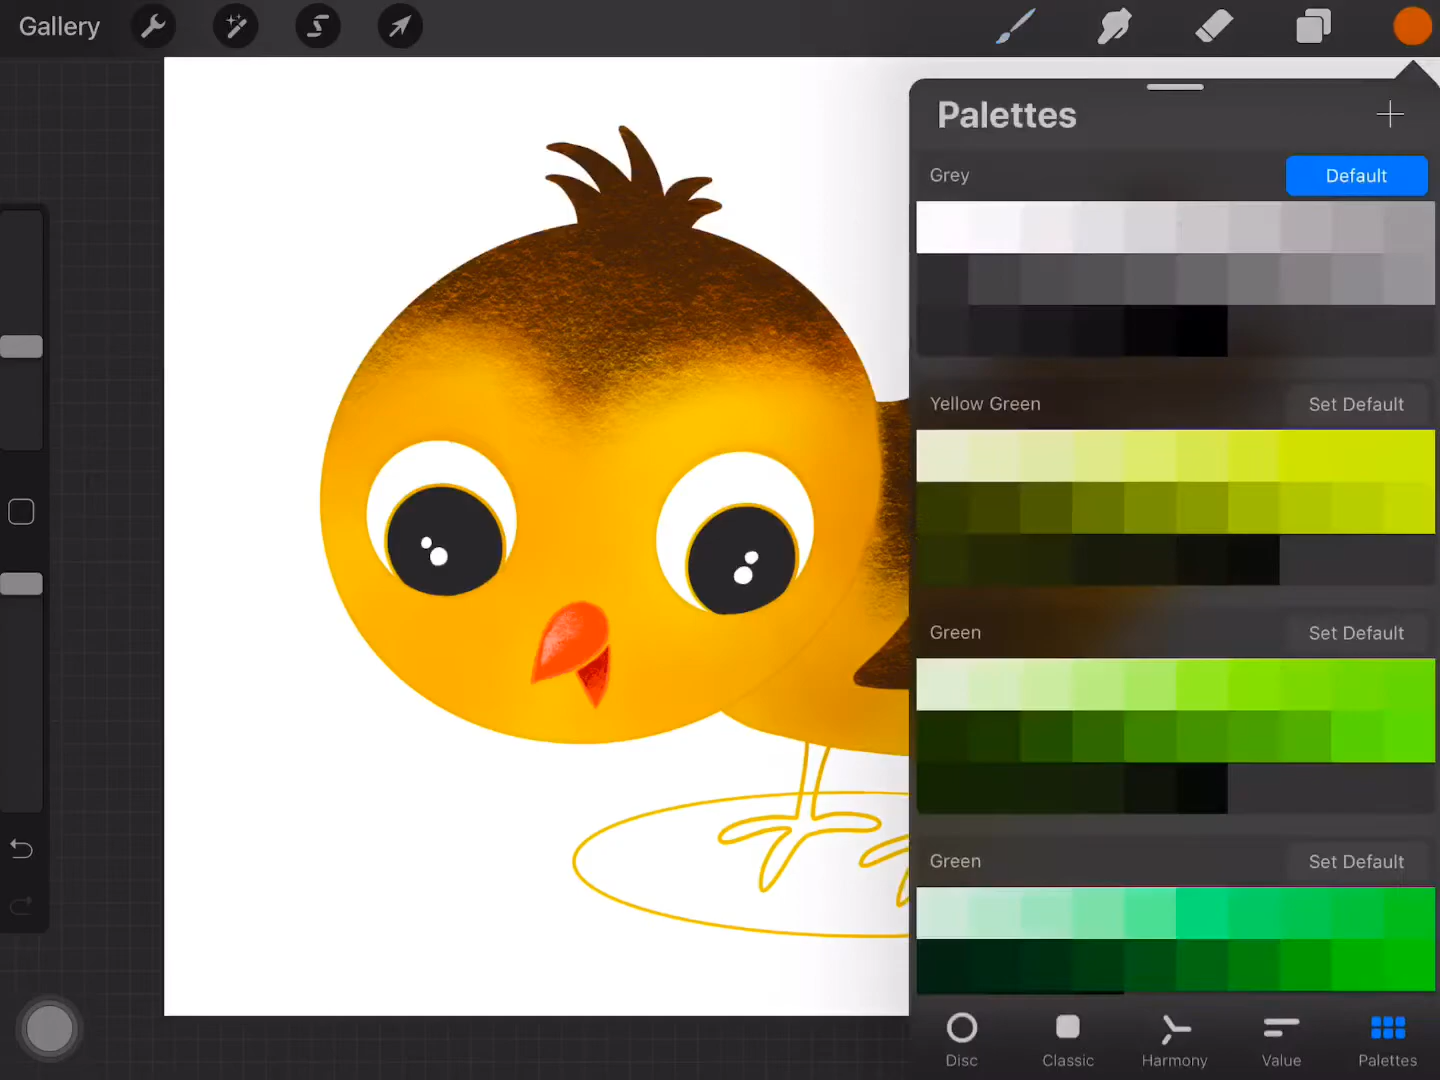 Gallery
Palettes
Grey
Default
Yellow Green
Set Default
Green
Set Default
Green
Set Default
Disc
Classic
Harmony
Value
Palettes